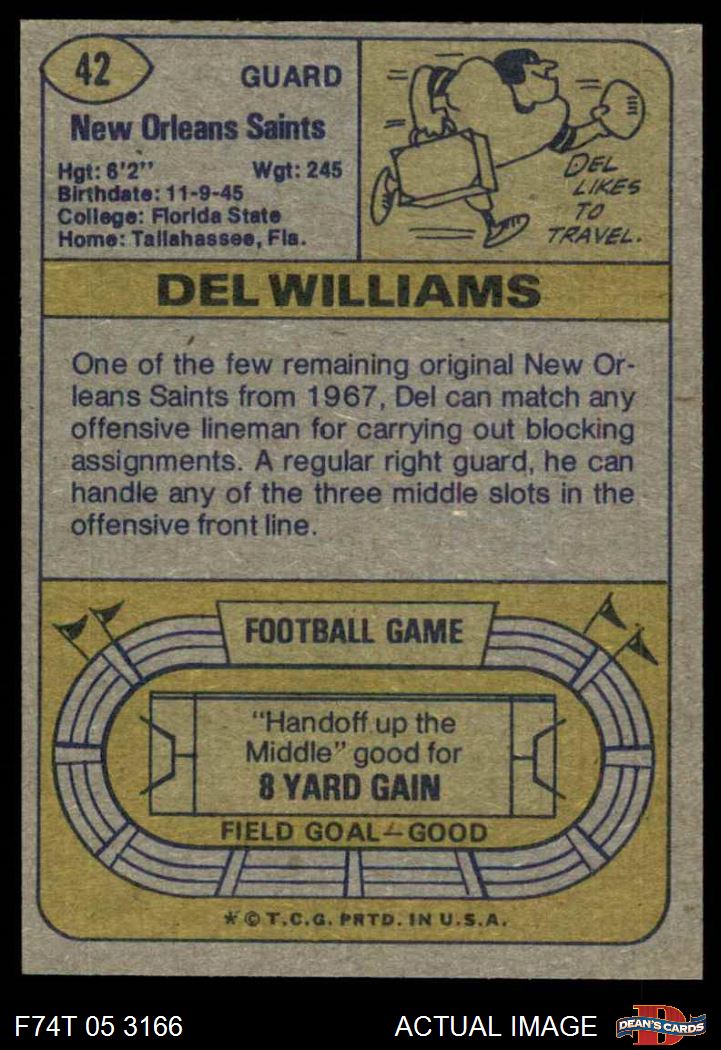 42
GUARD
New Orleans Saints
Hgt: 6'2" Wgt: 245
Birthdate: 11-9-45
College: Florida State
Home: Tallahassee, Fla.
DEL
LIKES
TO
TRAVEL.
DEL WILLIAMS
One of the few remaining original New Or-
leans Saints from 1967, Del can match any
offensive lineman for carrying out blocking
assignments. A regular right guard, he can
handle any of the three middle slots in the
offensive front line.
FOOTBALL GAME
"Handoff up the
Middle" good for
8 YARD GAIN
FIELD GOAL—GOOD
* © T.C.G. PRTD. IN U.S.A.
F74T 05 3166
ACTUAL IMAGE
D
DEAN'S CARDS